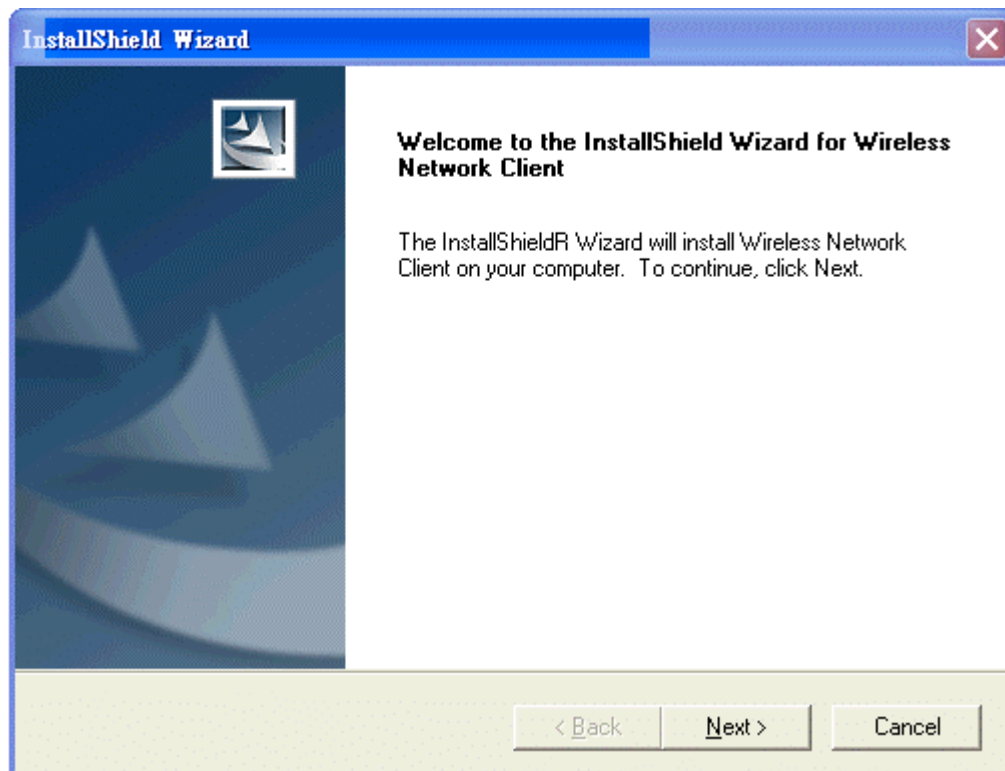 InstallShield Wizard
Welcome to the InstallShield Wizard for Wireless
Network Client
The InstallShieldR Wizard will install Wireless Network
Client on your computer.  To continue, click Next.
< Back
Next >
Cancel